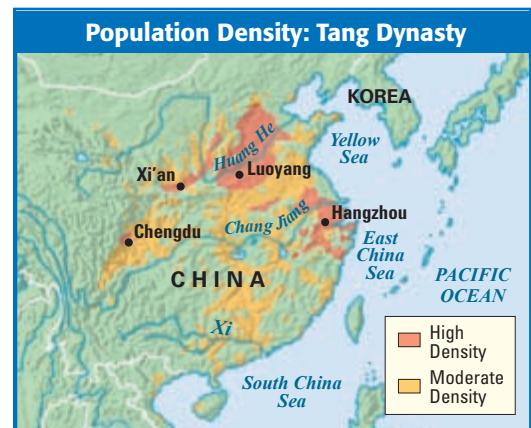 Population Density: Tang Dynasty
KOREA
Yellow
Sea
Huang He
Xi'an
Luoyang
Chengdu
Chang Jiang
Hangzhou
East
China
Sea
CHINA
PACIFIC
OCEAN
Xi
South China
Sea
High
Density
Moderate
Density